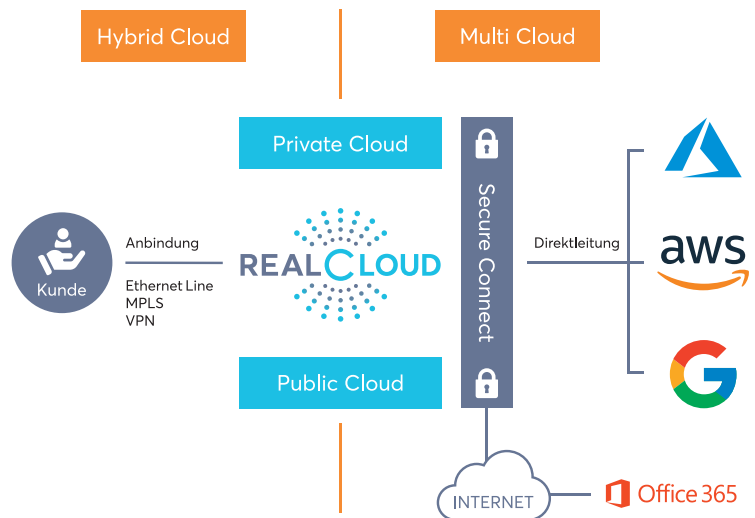 Hybrid Cloud
Multi Cloud
Private Cloud
Secure Connect
Kunde
Anbindung
Ethernet Line
MPLS
VPN
REALCLOUD
Direktleitung
aws
Public Cloud
INTERNET
Office 365